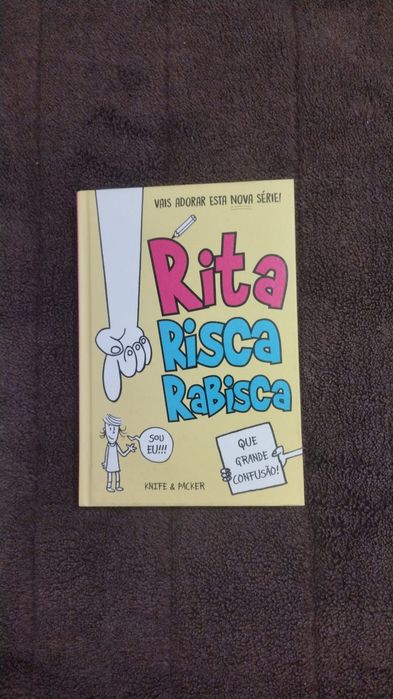 VAIS ADORAR ESTA NOVA SÉRIE!
Rita
Risca
Rabisca
SOU
EU!!!
QUE
GRANDE
CONFUSÃO!
KNIFE & PACKER